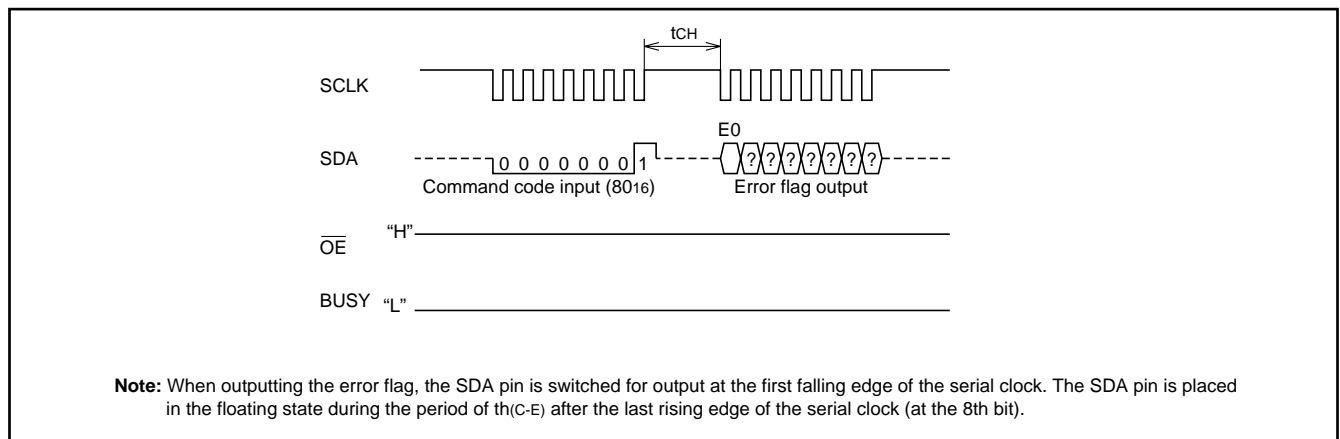 tCH
SCLK
E0
SDA
0 0 0 0 0 0 0 1
? ? ? ? ? ? ?
Command code input (8016)
Error flag output
OE
“H”
BUSY
“L”
Note: When outputting the error flag, the SDA pin is switched for output at the first falling edge of the serial clock. The SDA pin is placed
in the floating state during the period of th(C-E) after the last rising edge of the serial clock (at the 8th bit).